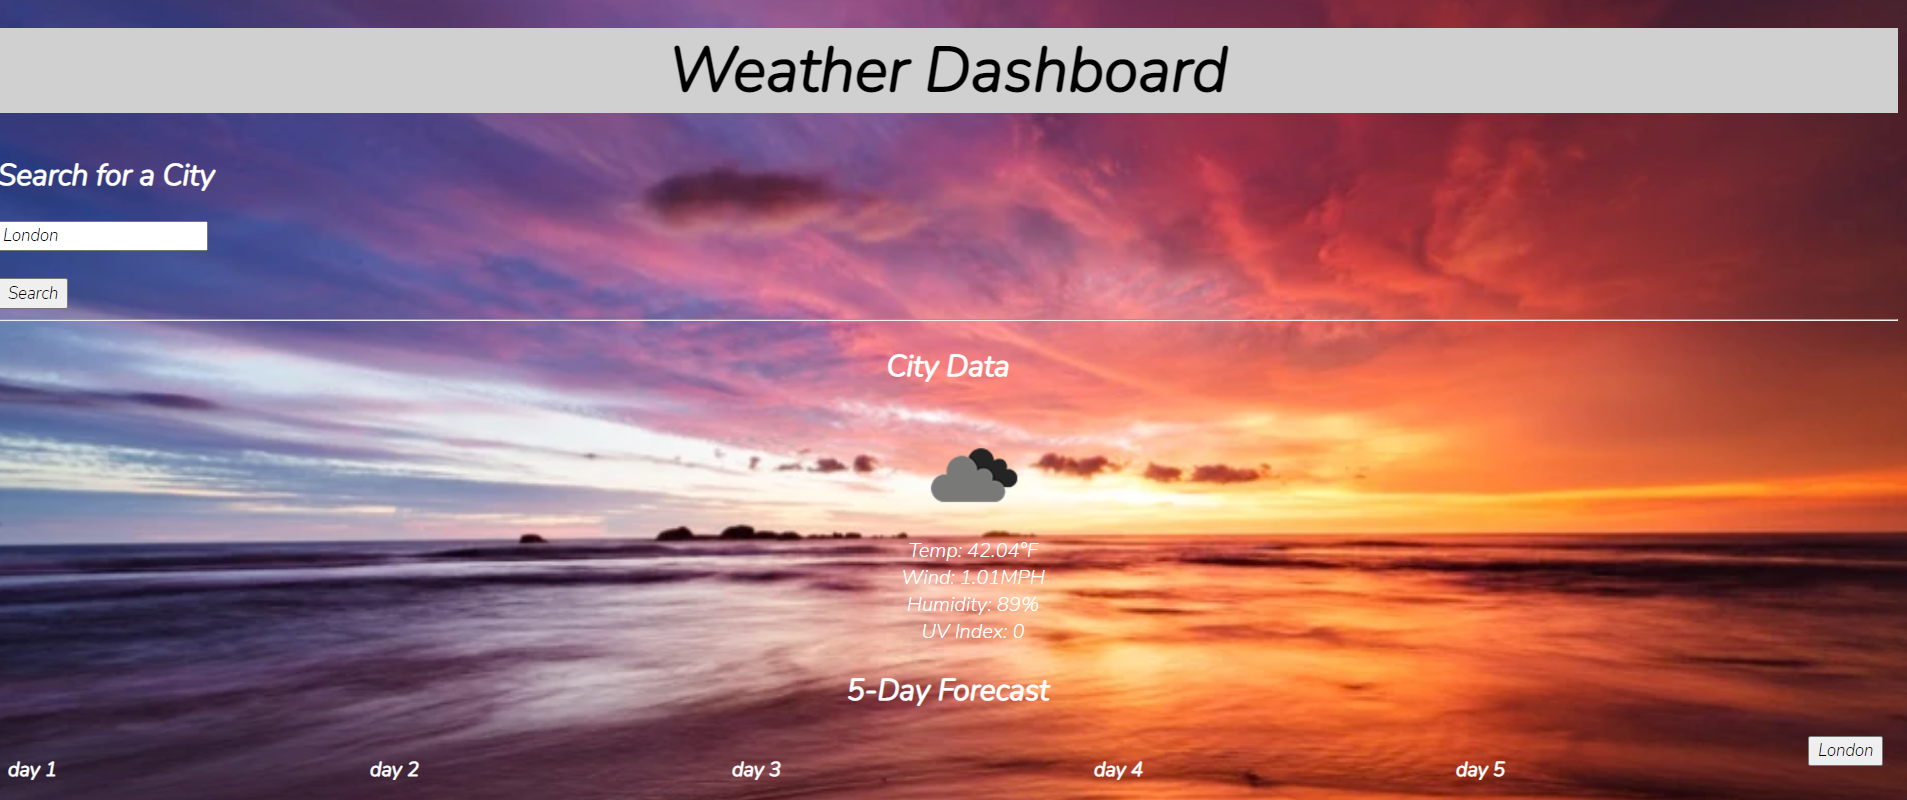 Weather Dashboard
Search for a City
London
Search
City Data
Temp: 42.04°F
Wind: 1.01MPH
Humidity: 89%
UV Index: 0
5-Day Forecast
day 1 day 2 day 3 day 4 day 5
London